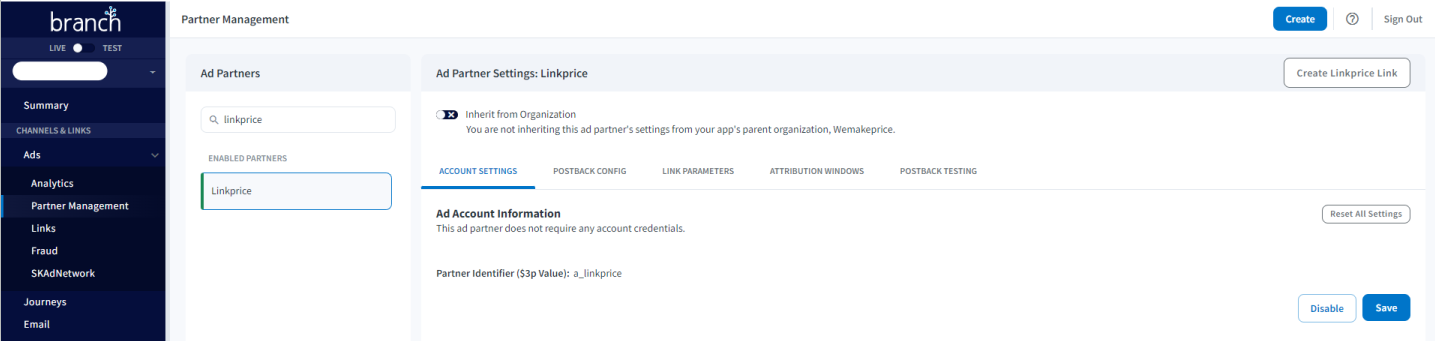 branch
LIVE TEST
Summary
CHANNELS & LINKS
Ads
Analytics
Partner Management
Links
Fraud
SKAdNetwork
Journeys
Email
Partner Management
Create
?
Sign Out
Ad Partners
linkprice
ENABLED PARTNERS
Linkprice
Ad Partner Settings: Linkprice
Create Linkprice Link
Inherit from Organization
You are not inheriting this ad partner's settings from your app's parent organization, Wemakeprice.
ACCOUNT SETTINGS POSTBACK CONFIG LINK PARAMETERS ATTRIBUTION WINDOWS POSTBACK TESTING
Ad Account Information
Reset All Settings
This ad partner does not require any account credentials.
Partner Identifier ($3p Value): a_linkprice
Disable Save